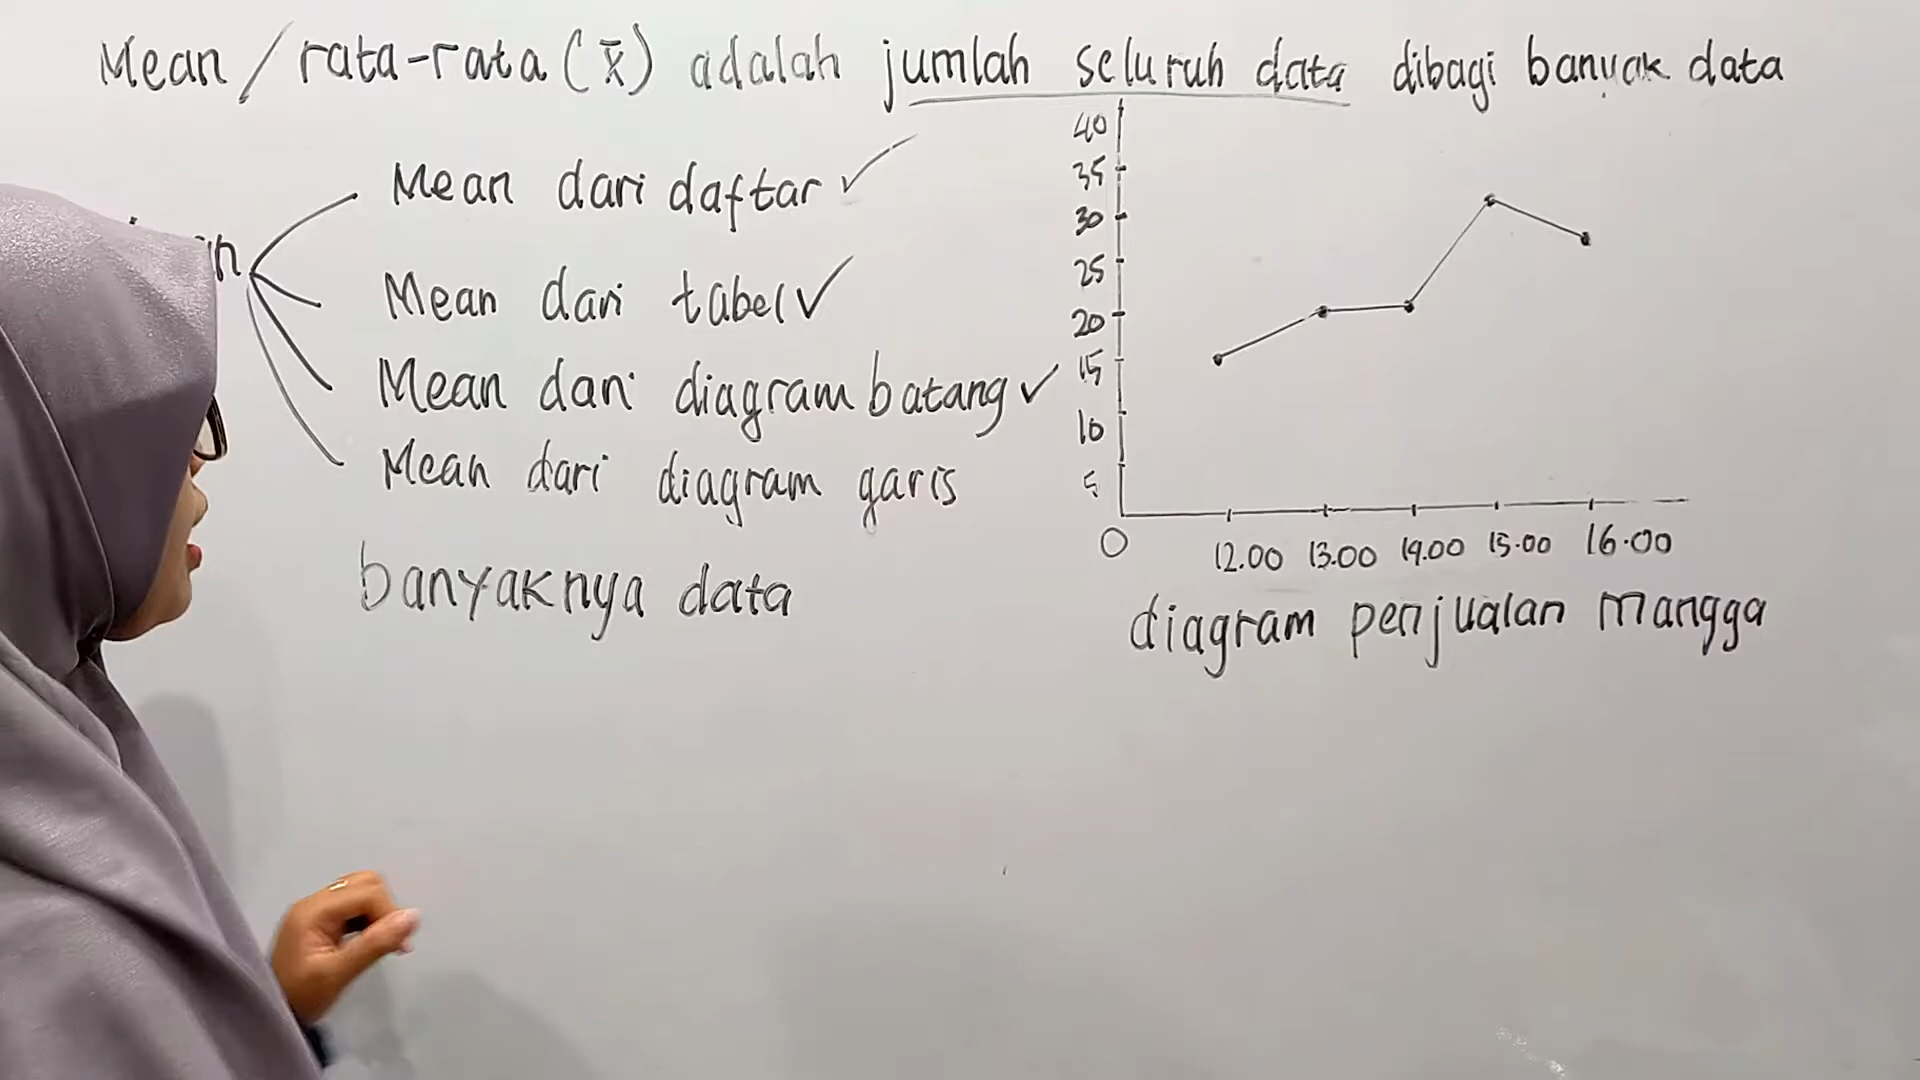 Mean / rata-rata (x̄) adalah jumlah seluruh data dibagi banyak data
Mean dari daftar ✓
Mean dari tabel ✓
Mean dari diagram batang ✓
Mean dari diagram garis
banyaknya data
40
35
30
25
20
15
10
5
0
12.00 13.00 14.00 15.00 16.00
diagram penjualan mangga